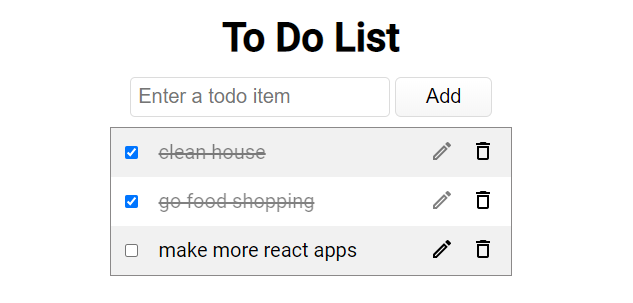 To Do List
Enter a todo item Add
clean house
go food shopping
make more react apps